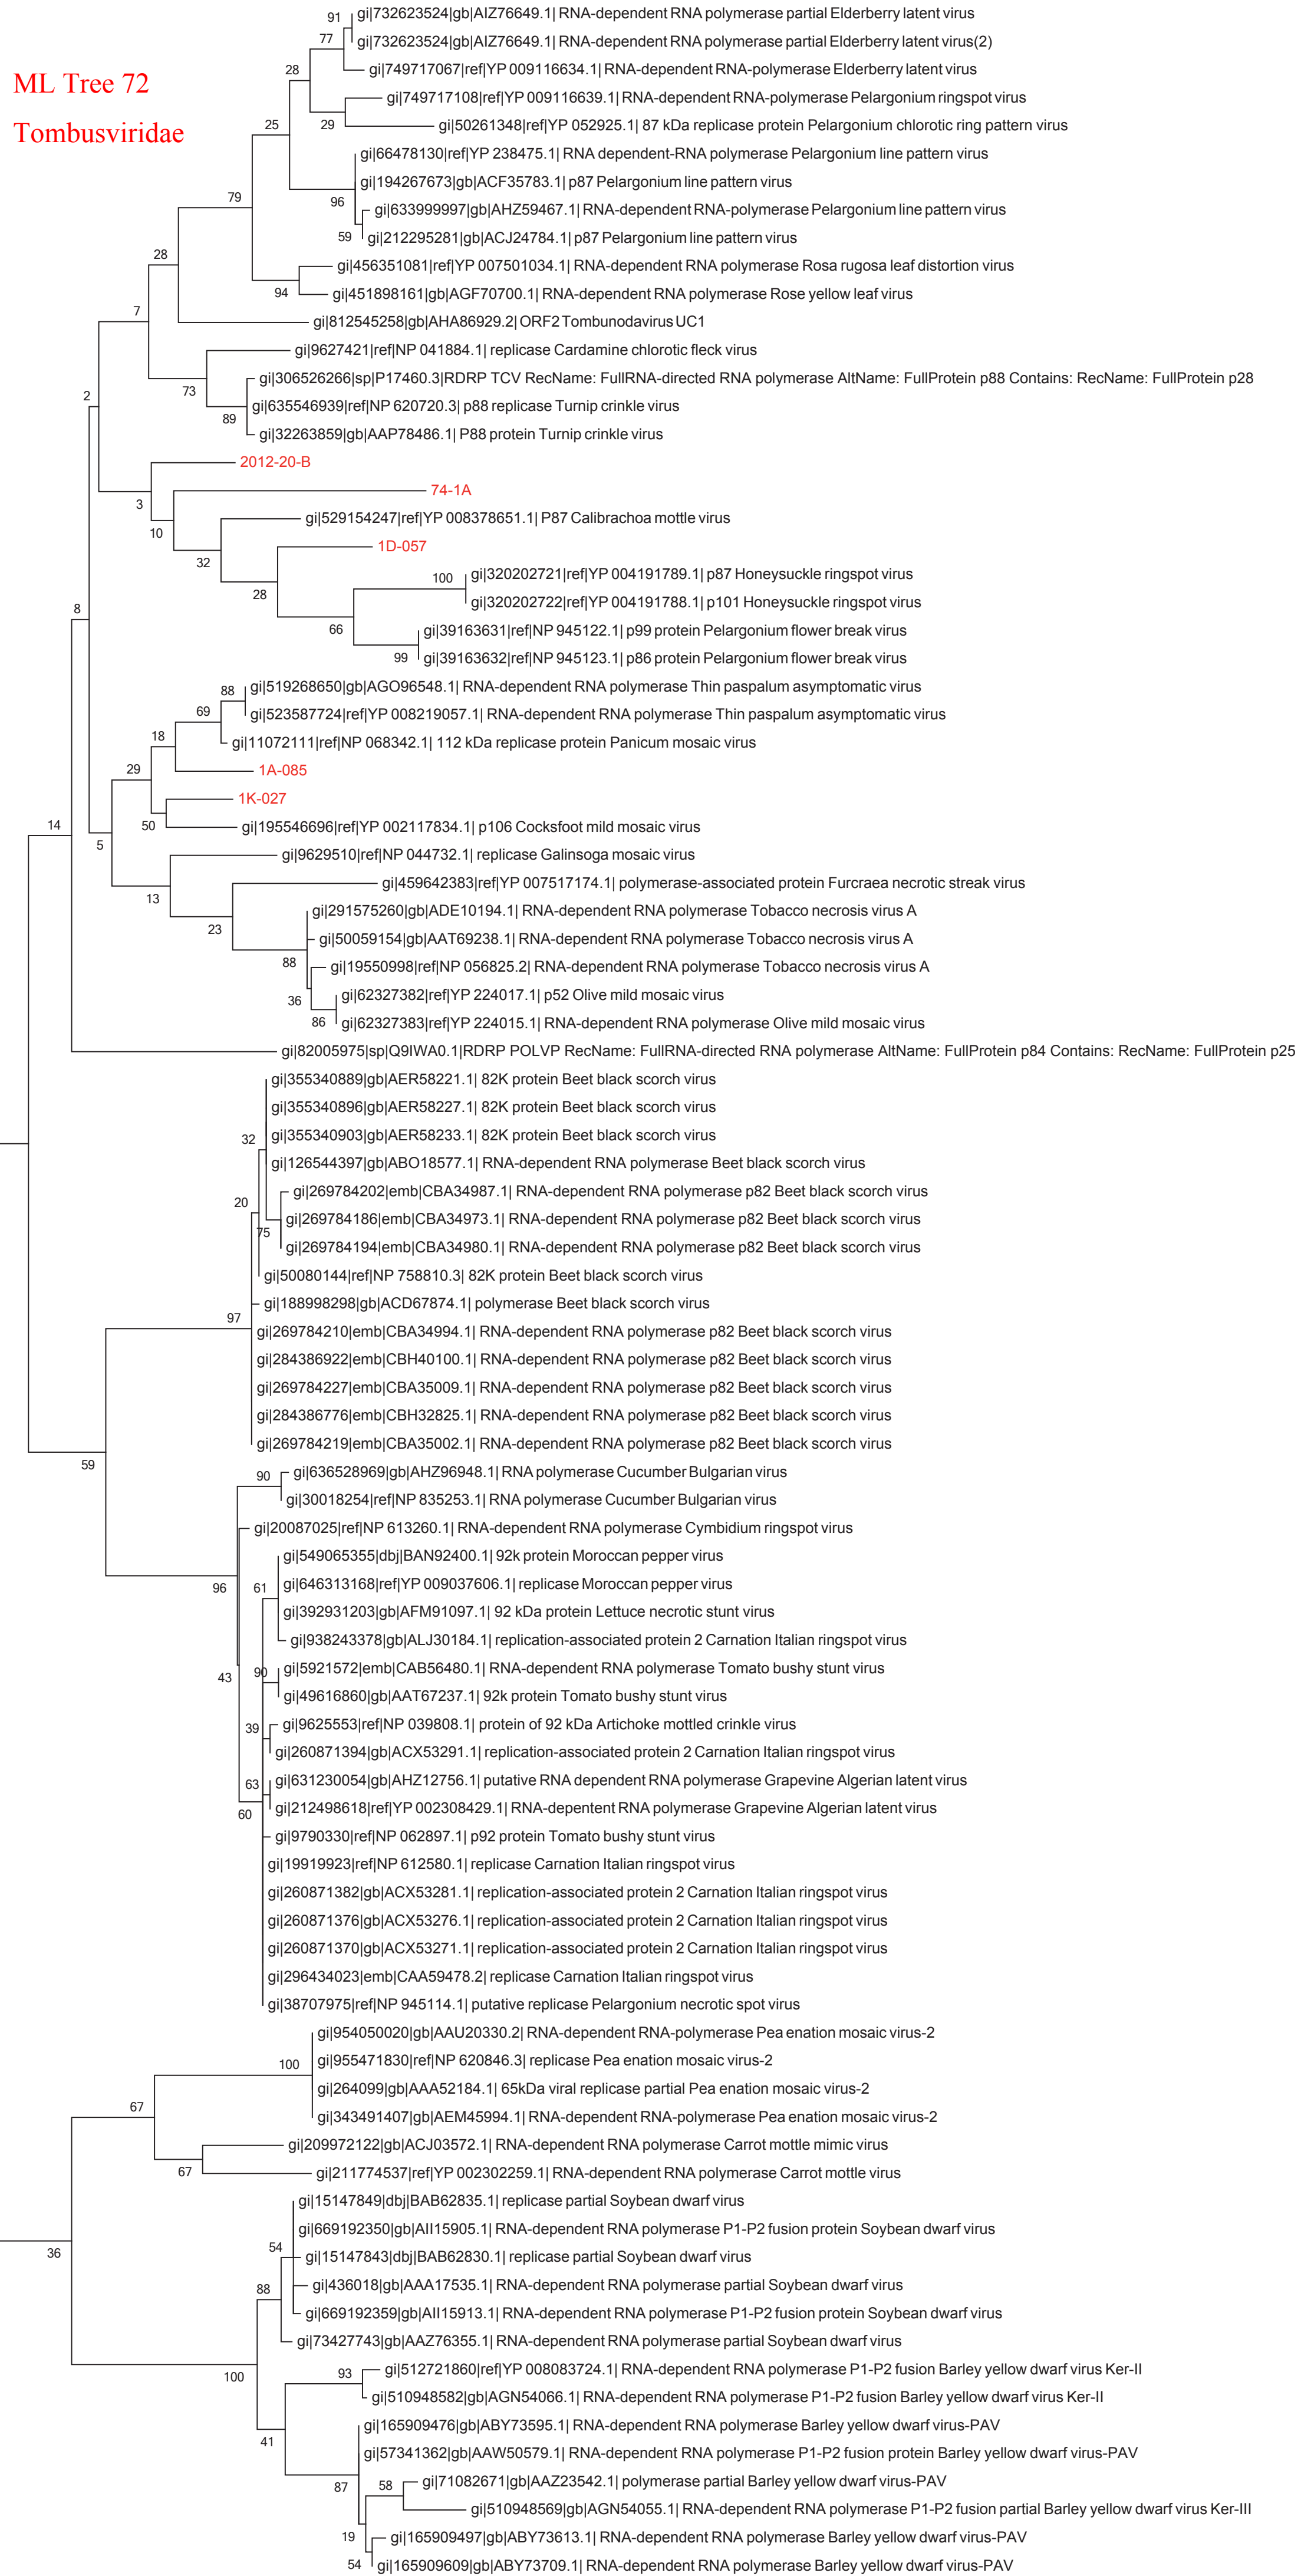 ML Tree 72
Tombusviridae
91
gi|732623524|gb|AIZ76649.1| RNA-dependent RNA polymerase partial Elderberry latent virus
77
gi|732623524|gb|AIZ76649.1| RNA-dependent RNA polymerase partial Elderberry latent virus(2)
28
gi|749717067|ref|YP 009116634.1| RNA-dependent RNA-polymerase Elderberry latent virus
gi|749717108|ref|YP 009116639.1| RNA-dependent RNA-polymerase Pelargonium ringspot virus
25
29
gi|50261348|ref|YP 052925.1| 87 kDa replicase protein Pelargonium chlorotic ring pattern virus
gi|66478130|ref|YP 238475.1| RNA dependent-RNA polymerase Pelargonium line pattern virus
gi|194267673|gb|ACF35783.1| p87 Pelargonium line pattern virus
79
96
gi|633999997|gb|AHZ59467.1| RNA-dependent RNA-polymerase Pelargonium line pattern virus
59
gi|212295281|gb|ACJ24784.1| p87 Pelargonium line pattern virus
28
gi|456351081|ref|YP 007501034.1| RNA-dependent RNA polymerase Rosa rugosa leaf distortion virus
94
gi|451898161|gb|AGF70700.1| RNA-dependent RNA polymerase Rose yellow leaf virus
7
gi|812545258|gb|AHA86929.2| ORF2 Tombunodavirus UC1
gi|9627421|ref|NP 041884.1| replicase Cardamine chlorotic fleck virus
73
gi|306526266|sp|P17460.3|RDRP TCV RecName: FullRNA-directed RNA polymerase AltName: FullProtein p88 Contains: RecName: FullProtein p28
2
gi|635546939|ref|NP 620720.3| p88 replicase Turnip crinkle virus
89
gi|32263859|gb|AAP78486.1| P88 protein Turnip crinkle virus
2012-20-B
3
74-1A
10
gi|529154247|ref|YP 008378651.1| P87 Calibrachoa mottle virus
32
1D-057
100
gi|320202721|ref|YP 004191789.1| p87 Honeysuckle ringspot virus
28
8
gi|320202722|ref|YP 004191788.1| p101 Honeysuckle ringspot virus
66
gi|39163631|ref|NP 945122.1| p99 protein Pelargonium flower break virus
99
gi|39163632|ref|NP 945123.1| p86 protein Pelargonium flower break virus
88
gi|519268650|gb|AGO96548.1| RNA-dependent RNA polymerase Thin paspalum asymptomatic virus
69
gi|523587724|ref|YP 008219057.1| RNA-dependent RNA polymerase Thin paspalum asymptomatic virus
18
gi|11072111|ref|NP 068342.1| 112 kDa replicase protein Panicum mosaic virus
29
1A-085
1K-027
14
50
gi|195546696|ref|YP 002117834.1| p106 Cocksfoot mild mosaic virus
5
gi|9629510|ref|NP 044732.1| replicase Galinsoga mosaic virus
13
gi|459642383|ref|YP 007517174.1| polymerase-associated protein Furcraea necrotic streak virus
gi|291575260|gb|ADE10194.1| RNA-dependent RNA polymerase Tobacco necrosis virus A
23
gi|50059154|gb|AAT69238.1| RNA-dependent RNA polymerase Tobacco necrosis virus A
88
gi|19550998|ref|NP 056825.2| RNA-dependent RNA polymerase Tobacco necrosis virus A
36
gi|62327382|ref|YP 224017.1| p52 Olive mild mosaic virus
86
gi|62327383|ref|YP 224015.1| RNA-dependent RNA polymerase Olive mild mosaic virus
gi|82005975|sp|Q9IWA0.1|RDRP POLVP RecName: FullRNA-directed RNA polymerase AltName: FullProtein p84 Contains: RecName: FullProtein p25
gi|355340889|gb|AER58221.1| 82K protein Beet black scorch virus
gi|355340896|gb|AER58227.1| 82K protein Beet black scorch virus
32
gi|355340903|gb|AER58233.1| 82K protein Beet black scorch virus
gi|126544397|gb|ABO18577.1| RNA-dependent RNA polymerase Beet black scorch virus
20
gi|269784202|emb|CBA34987.1| RNA-dependent RNA polymerase p82 Beet black scorch virus
75
gi|269784186|emb|CBA34973.1| RNA-dependent RNA polymerase p82 Beet black scorch virus
gi|269784194|emb|CBA34980.1| RNA-dependent RNA polymerase p82 Beet black scorch virus
gi|50080144|ref|NP 758810.3| 82K protein Beet black scorch virus
97
gi|188998298|gb|ACD67874.1| polymerase Beet black scorch virus
gi|269784210|emb|CBA34994.1| RNA-dependent RNA polymerase p82 Beet black scorch virus
gi|284386922|emb|CBH40100.1| RNA-dependent RNA polymerase p82 Beet black scorch virus
gi|269784227|emb|CBA35009.1| RNA-dependent RNA polymerase p82 Beet black scorch virus
gi|284386776|emb|CBH32825.1| RNA-dependent RNA polymerase p82 Beet black scorch virus
gi|269784219|emb|CBA35002.1| RNA-dependent RNA polymerase p82 Beet black scorch virus
59
90
gi|636528969|gb|AHZ96948.1| RNA polymerase Cucumber Bulgarian virus
gi|30018254|ref|NP 835253.1| RNA polymerase Cucumber Bulgarian virus
gi|20087025|ref|NP 613260.1| RNA-dependent RNA polymerase Cymbidium ringspot virus
gi|549065355|dbj|BAN92400.1| 92k protein Moroccan pepper virus
96
61
gi|646313168|ref|YP 009037606.1| replicase Moroccan pepper virus
gi|392931203|gb|AFM91097.1| 92 kDa protein Lettuce necrotic stunt virus
gi|938243378|gb|ALJ30184.1| replication-associated protein 2 Carnation Italian ringspot virus
43
90
gi|5921572|emb|CAB56480.1| RNA-dependent RNA polymerase Tomato bushy stunt virus
gi|49616860|gb|AAT67237.1| 92k protein Tomato bushy stunt virus
39
gi|9625553|ref|NP 039808.1| protein of 92 kDa Artichoke mottled crinkle virus
gi|260871394|gb|ACX53291.1| replication-associated protein 2 Carnation Italian ringspot virus
63
gi|631230054|gb|AHZ12756.1| putative RNA dependent RNA polymerase Grapevine Algerian latent virus
60
gi|212498618|ref|YP 002308429.1| RNA-depentent RNA polymerase Grapevine Algerian latent virus
gi|9790330|ref|NP 062897.1| p92 protein Tomato bushy stunt virus
gi|19919923|ref|NP 612580.1| replicase Carnation Italian ringspot virus
gi|260871382|gb|ACX53281.1| replication-associated protein 2 Carnation Italian ringspot virus
gi|260871376|gb|ACX53276.1| replication-associated protein 2 Carnation Italian ringspot virus
gi|260871370|gb|ACX53271.1| replication-associated protein 2 Carnation Italian ringspot virus
gi|296434023|emb|CAA59478.2| replicase Carnation Italian ringspot virus
gi|38707975|ref|NP 945114.1| putative replicase Pelargonium necrotic spot virus
gi|954050020|gb|AAU20330.2| RNA-dependent RNA-polymerase Pea enation mosaic virus-2
100
gi|955471830|ref|NP 620846.3| replicase Pea enation mosaic virus-2
gi|264099|gb|AAA52184.1| 65kDa viral replicase partial Pea enation mosaic virus-2
67
gi|343491407|gb|AEM45994.1| RNA-dependent RNA-polymerase Pea enation mosaic virus-2
gi|209972122|gb|ACJ03572.1| RNA-dependent RNA polymerase Carrot mottle mimic virus
67
gi|211774537|ref|YP 002302259.1| RNA-dependent RNA polymerase Carrot mottle virus
gi|15147849|dbj|BAB62835.1| replicase partial Soybean dwarf virus
gi|669192350|gb|AII15905.1| RNA-dependent RNA polymerase P1-P2 fusion protein Soybean dwarf virus
36
54
gi|15147843|dbj|BAB62830.1| replicase partial Soybean dwarf virus
88
gi|436018|gb|AAA17535.1| RNA-dependent RNA polymerase partial Soybean dwarf virus
gi|669192359|gb|AII15913.1| RNA-dependent RNA polymerase P1-P2 fusion protein Soybean dwarf virus
gi|73427743|gb|AAZ76355.1| RNA-dependent RNA polymerase partial Soybean dwarf virus
100
93
gi|512721860|ref|YP 008083724.1| RNA-dependent RNA polymerase P1-P2 fusion Barley yellow dwarf virus Ker-II
gi|510948582|gb|AGN54066.1| RNA-dependent RNA polymerase P1-P2 fusion Barley yellow dwarf virus Ker-II
41
gi|165909476|gb|ABY73595.1| RNA-dependent RNA polymerase Barley yellow dwarf virus-PAV
gi|57341362|gb|AAW50579.1| RNA-dependent RNA polymerase P1-P2 fusion protein Barley yellow dwarf virus-PAV
87
58
gi|71082671|gb|AAZ23542.1| polymerase partial Barley yellow dwarf virus-PAV
gi|510948569|gb|AGN54055.1| RNA-dependent RNA polymerase P1-P2 fusion partial Barley yellow dwarf virus Ker-III
19
gi|165909497|gb|ABY73613.1| RNA-dependent RNA polymerase Barley yellow dwarf virus-PAV
54
gi|165909609|gb|ABY73709.1| RNA-dependent RNA polymerase Barley yellow dwarf virus-PAV